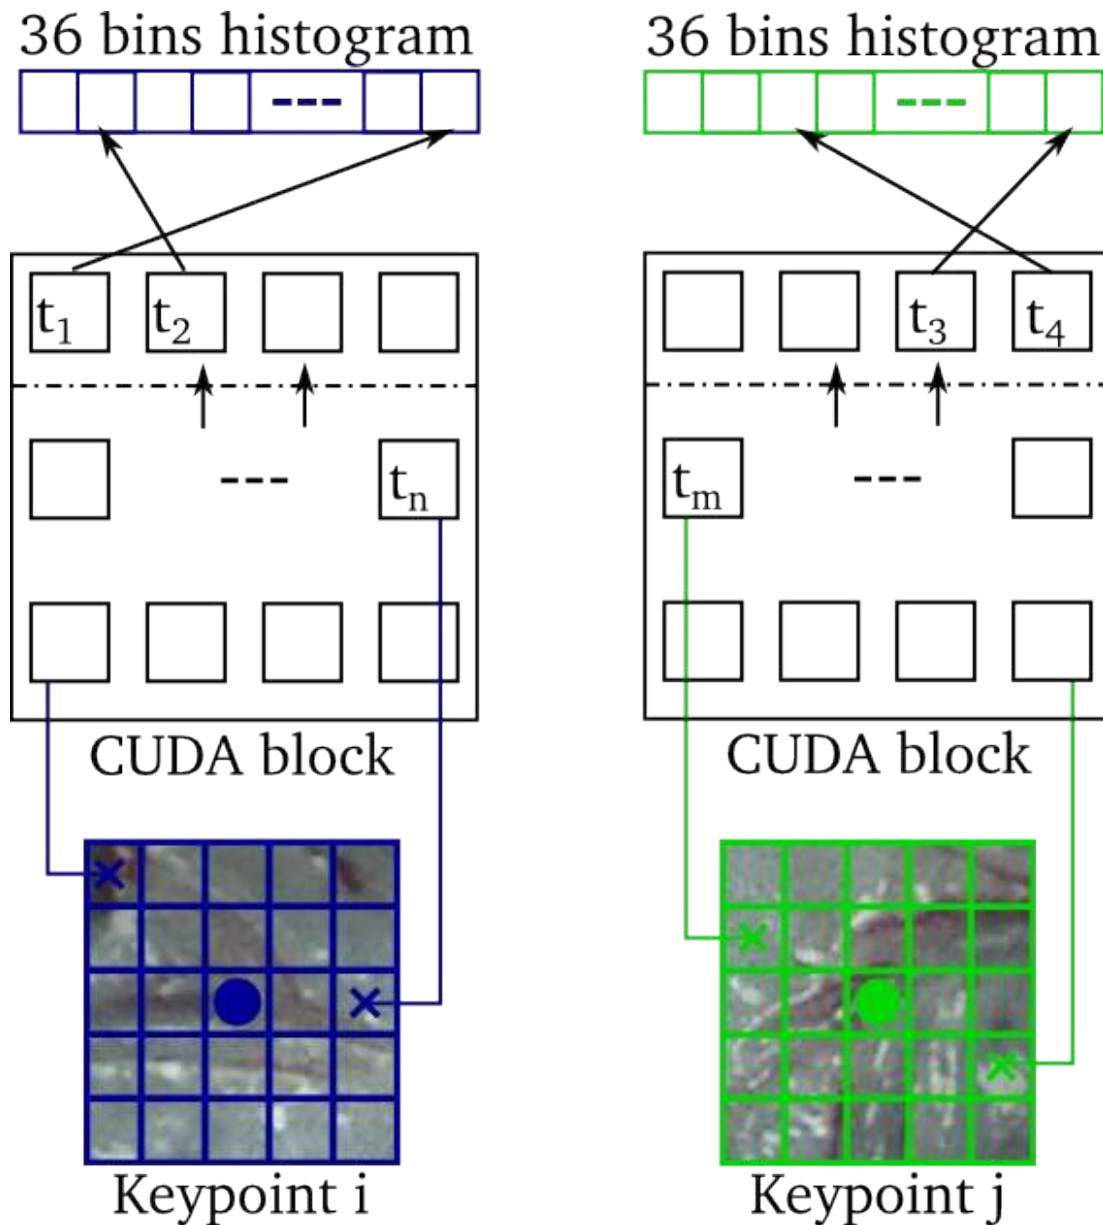 36 bins histogram
36 bins histogram
t1 t2
t3 t4
tn
tm
CUDA block
CUDA block
Keypoint i
Keypoint j